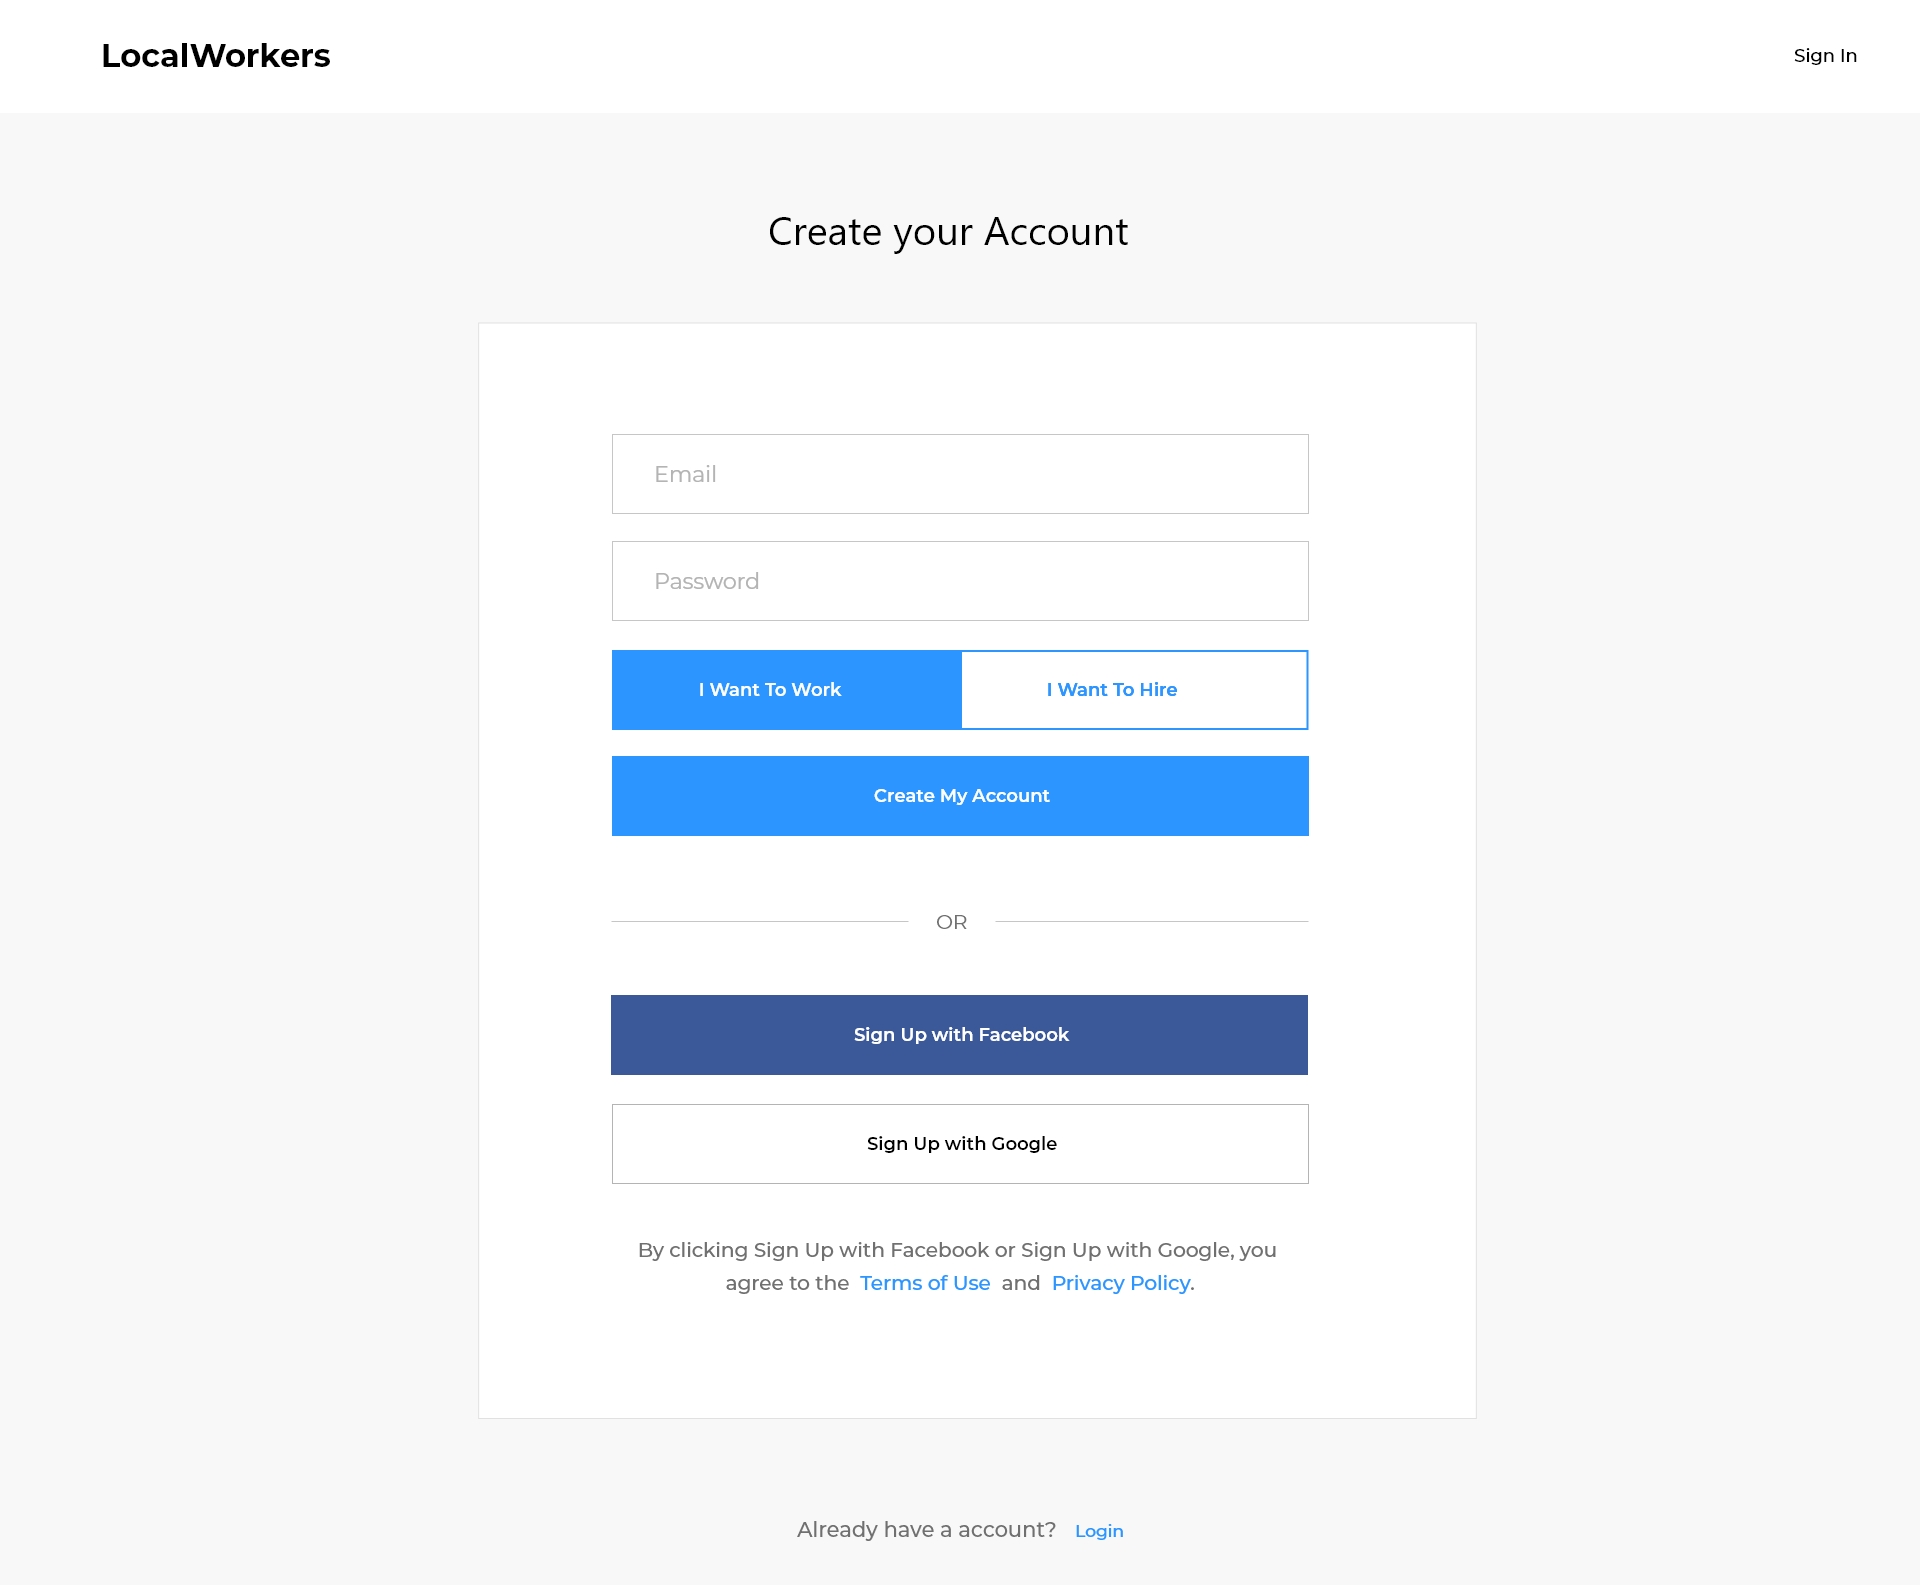 LocalWorkers
Sign In
Create your Account
Email
Password
I Want To Work
I Want To Hire
Create My Account
OR
Sign Up with Facebook
Sign Up with Google
By clicking Sign Up with Facebook or Sign Up with Google, you
agree to the Terms of Use and Privacy Policy.
Already have a account? Login